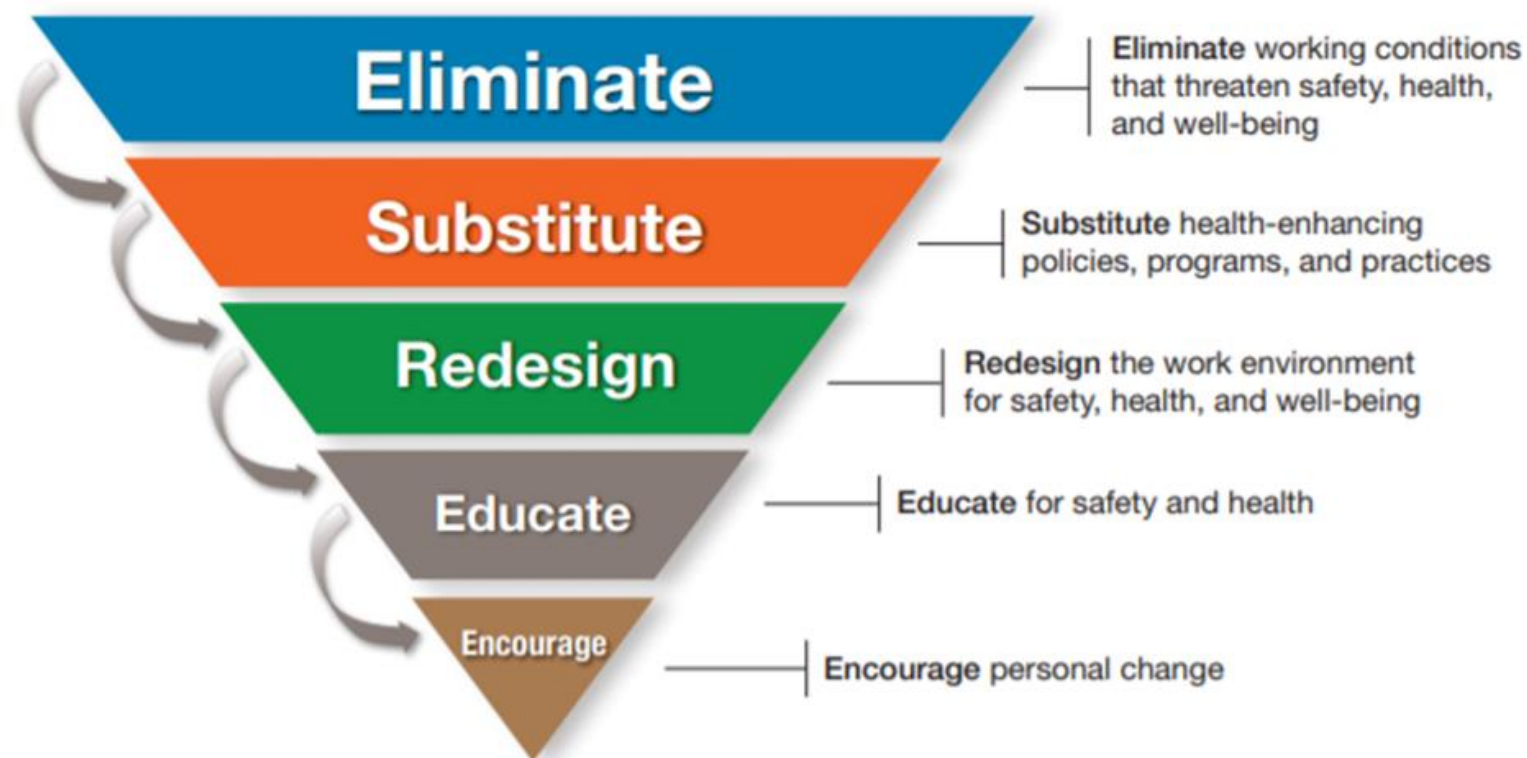 Eliminate
Eliminate working conditions
that threaten safety, health,
and well-being
Substitute
Substitute health-enhancing
policies, programs, and practices
Redesign
Redesign the work environment
for safety, health, and well-being
Educate
Educate for safety and health
Encourage
Encourage personal change